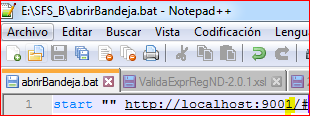 E:\SFS_B\abrirBandeja.bat - Notepad++
Archivo Editar Buscar Vista Codificación Lengua
abrirBandeja.bat ValidaExprRegND-2.0.1.xsl
1 start "" http://localhost:9001/#